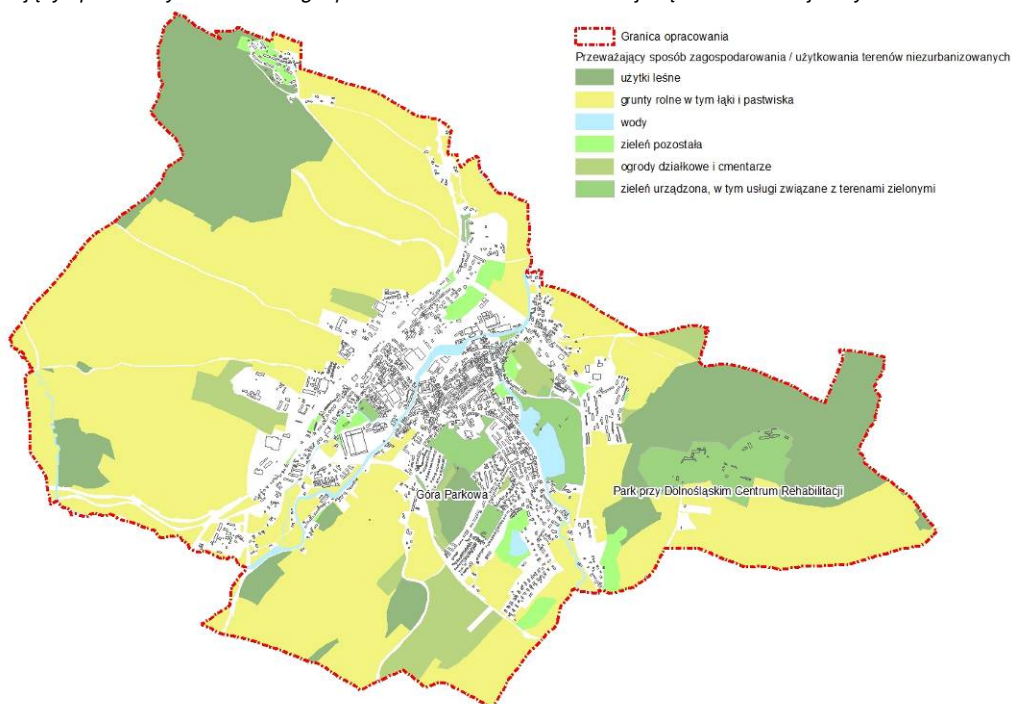 Granica opracowania
Przeważający sposób zagospodarowania / użytkowania terenów niezurbanizowanych
użytki leśne
grunty rolne w tym łąki i pastwiska
wody
zieleń pozostała
ogrody działkowe i cmentarze
zieleń urządzona, w tym usługi związane z terenami zielonymi
Góra Parkowa
Park przy Dolnośląskim Centrum Rehabilitacji